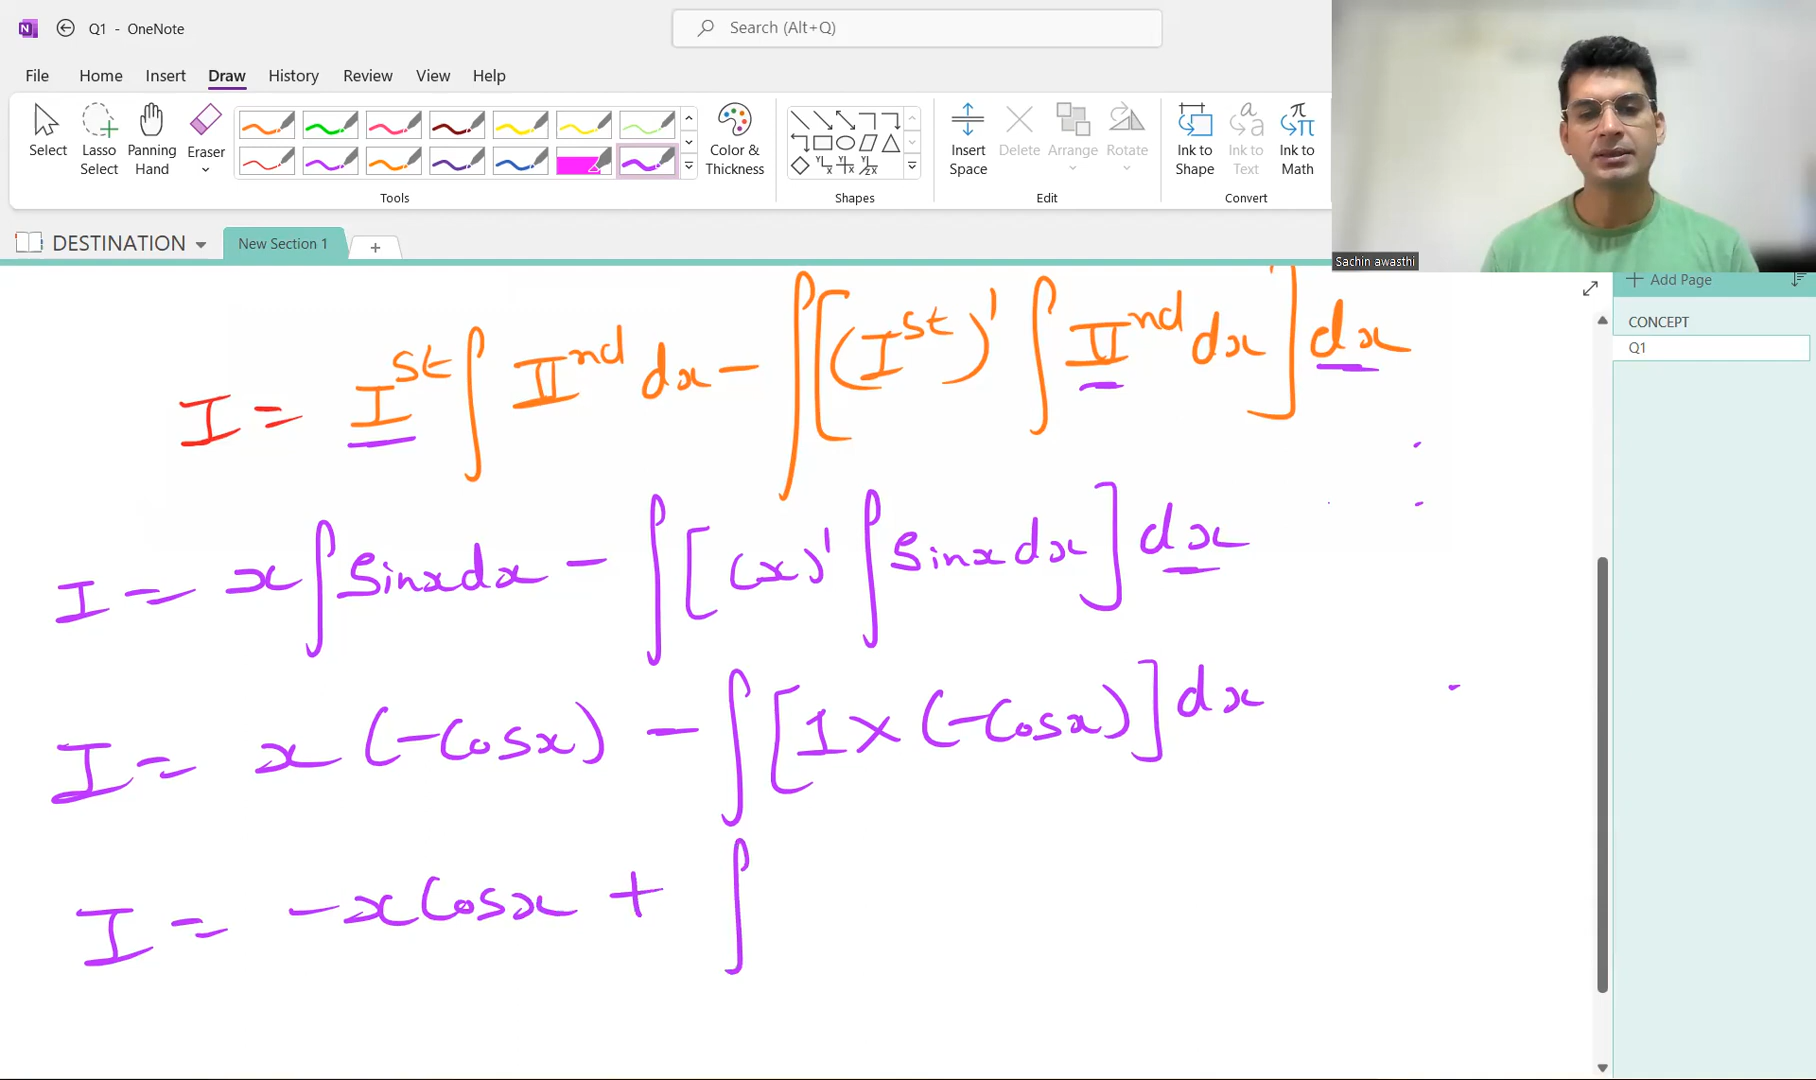 Q1 - OneNote
Search (Alt+Q)
File Home Insert Draw History Review View Help
Select
Lasso Select
Panning Hand
Eraser
Color & Thickness
Insert Space
Delete
Arrange
Rotate
Ink to Shape
Ink to Text
Ink to Math
Tools Shapes Edit Convert
Sachin awasthi
DESTINATION New Section 1 +
Add Page
CONCEPT
Q1
I = I^st ∫ II^nd dx - ∫[(I^st)' ∫ II^nd dx] dx
I = x ∫ Sinx dx - ∫[(x)' ∫ Sinx dx] dx
I = x (-Cosx) - ∫[1 × (-Cosx)] dx
I = -x Cosx + ∫